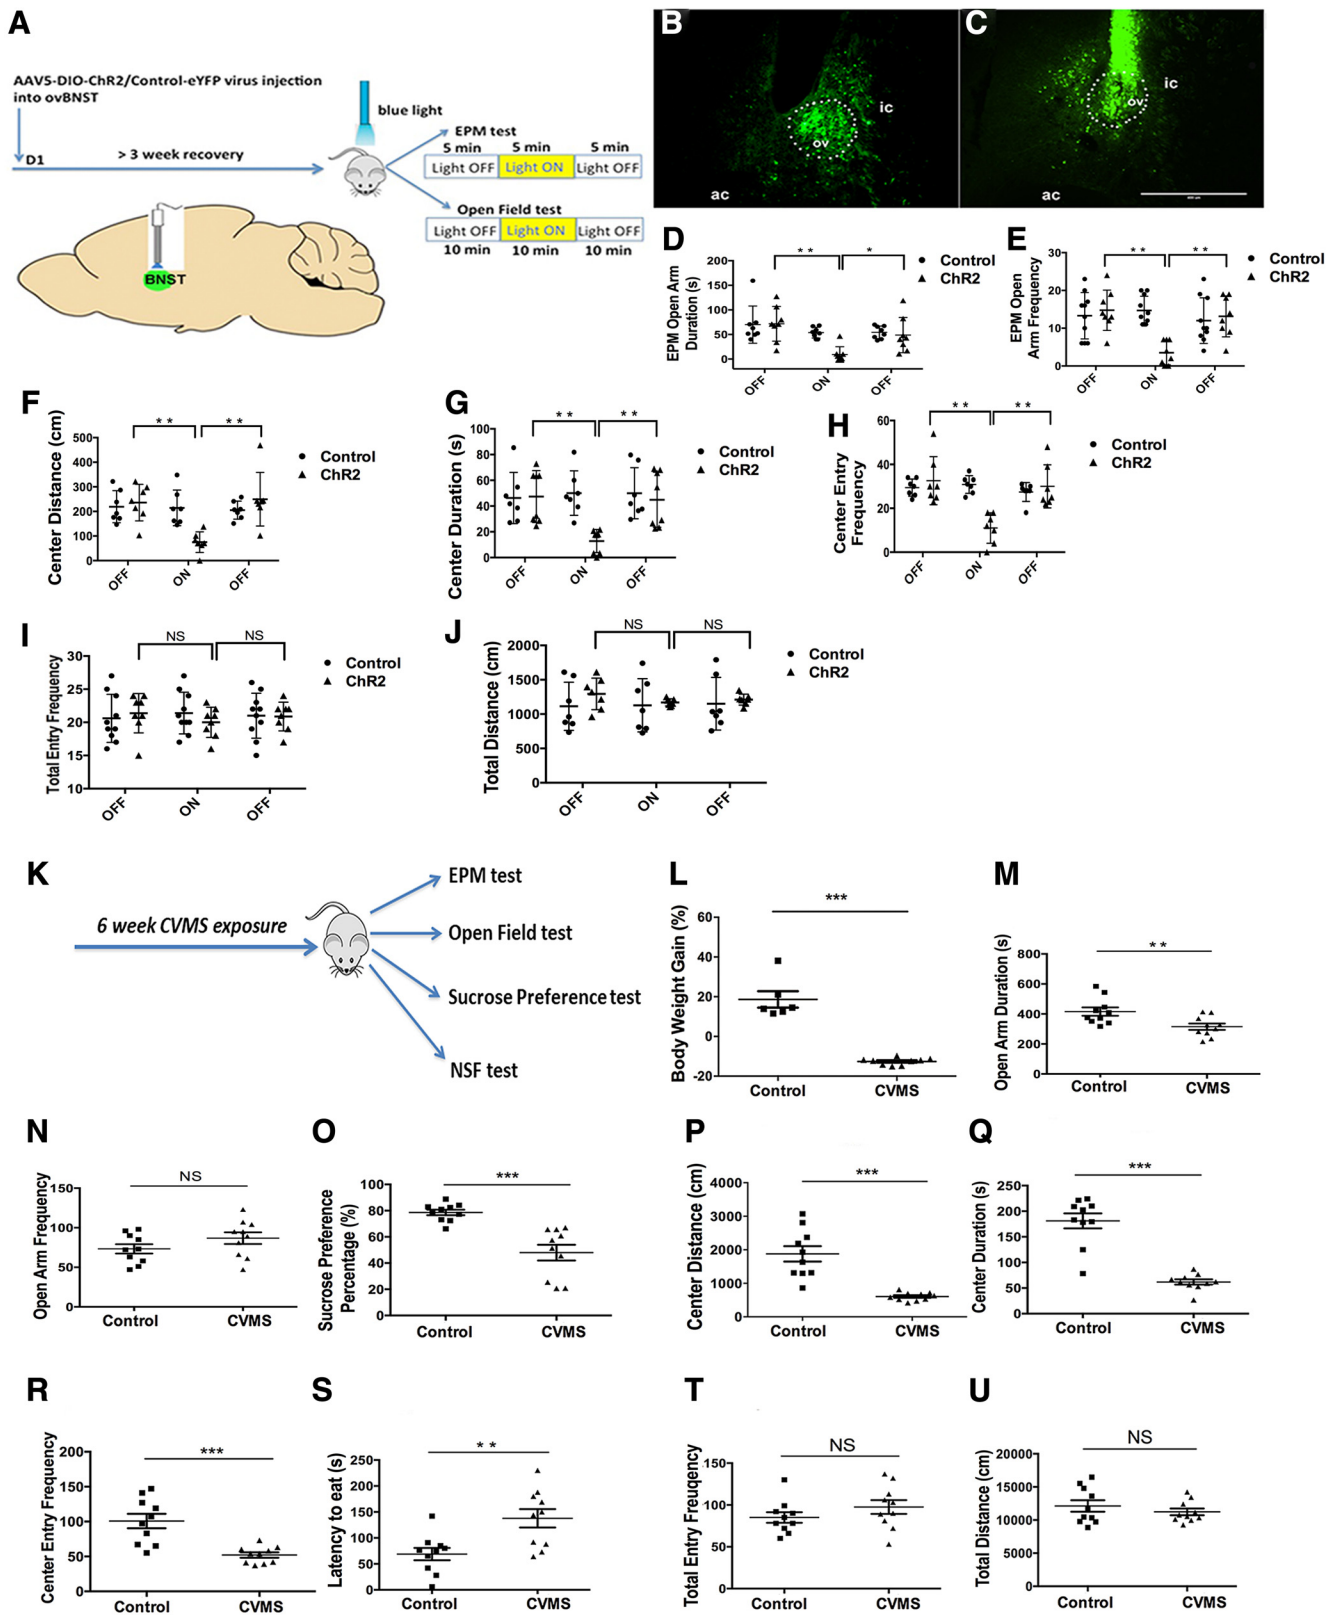 A
AAV5-DIO-ChR2/Control-eYFP virus injection
into ovBNST
D1
> 3 week recovery
blue light
EPM test
5 min 5 min 5 min
Light OFF Light ON Light OFF
Open Field test
Light OFF Light ON Light OFF
10 min 10 min 10 min
BNST
B
ic
ov
ac
C
ic
ov
ac
D
EPM Open Arm
Duration (s)
200
150
100
50
0
* *
*
Control
ChR2
OFF ON OFF
E
EPM Open
Arm Frequency
30
20
10
0
* *
* *
Control
ChR2
OFF ON OFF
F
Center Distance (cm)
500
400
300
200
100
0
* *
* *
Control
ChR2
OFF ON OFF
G
Center Duration (s)
100
80
60
40
20
0
* *
* *
Control
ChR2
OFF ON OFF
H
Center Entry
Frequency
60
40
20
0
* *
* *
Control
ChR2
OFF ON OFF
I
Total Entry Frequency
30
25
20
15
10
NS
NS
Control
ChR2
OFF ON OFF
J
Total Distance (cm)
2000
1500
1000
500
0
NS
NS
Control
ChR2
OFF ON OFF
K
6 week CVMS exposure
EPM test
Open Field test
Sucrose Preference test
NSF test
L
Body Weight Gain (%)
60
40
20
0
-20
***
Control CVMS
M
Open Arm Duration (s)
800
600
400
200
0
* *
Control CVMS
N
Open Arm Frequency
150
100
50
0
NS
Control CVMS
O
Sucrose Preference
Percentage (%)
100
80
60
40
20
0
***
Control CVMS
P
Center Distance (cm)
4000
3000
2000
1000
0
***
Control CVMS
Q
Center Duration (s)
250
200
150
100
50
0
***
Control CVMS
R
Center Entry Frequency
200
150
100
50
0
***
Control CVMS
S
Latency to eat (s)
250
200
150
100
50
0
* *
Control CVMS
T
Total Entry Freuqency
150
100
50
0
NS
Control CVMS
U
Total Distance (cm)
20000
15000
10000
5000
0
NS
Control CVMS